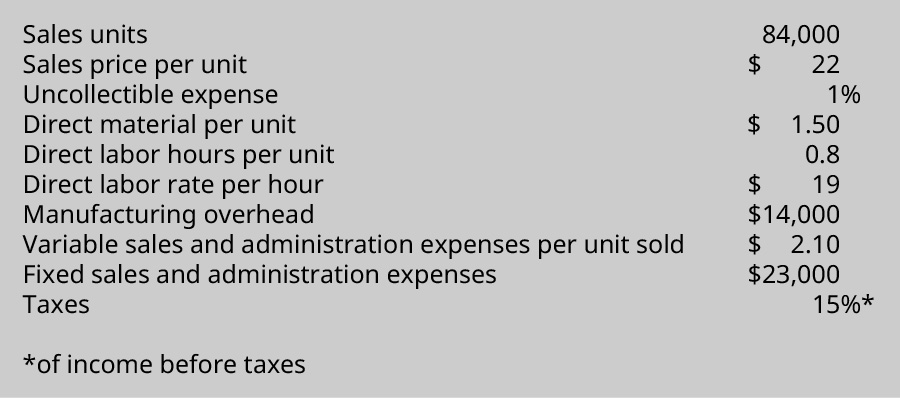 Sales units 84,000
Sales price per unit $ 22
Uncollectible expense 1%
Direct material per unit $ 1.50
Direct labor hours per unit 0.8
Direct labor rate per hour $ 19
Manufacturing overhead $14,000
Variable sales and administration expenses per unit sold $ 2.10
Fixed sales and administration expenses $23,000
Taxes 15%*
*of income before taxes